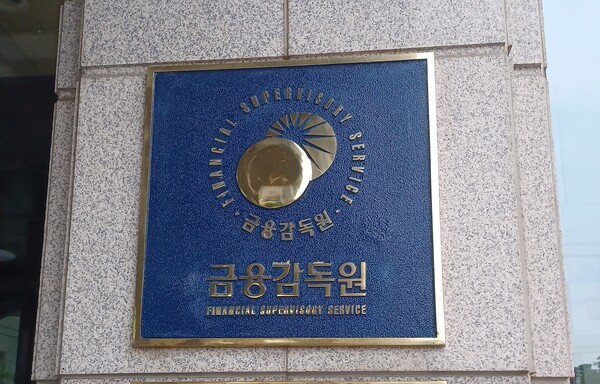 · FINANCIAL SUPERVISORY SERVICE ·
금융감독원
금융감독원
FINANCIAL SUPERVISORY SERVICE